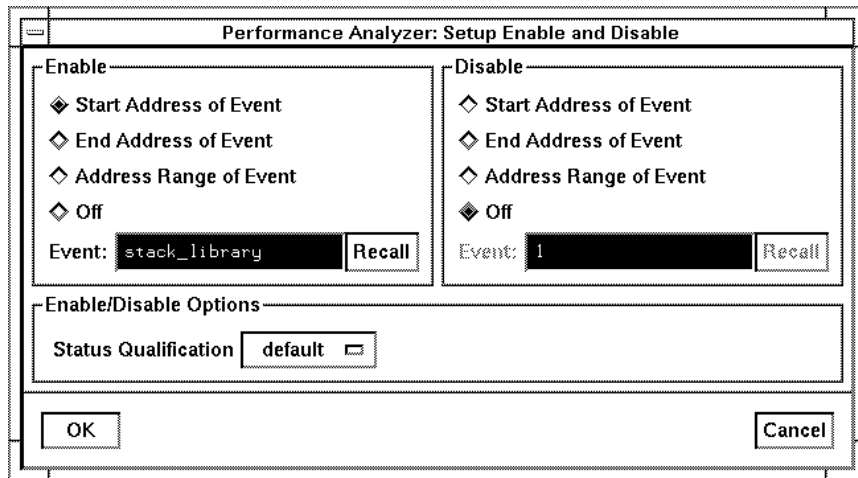 Performance Analyzer: Setup Enable and Disable
Enable
Start Address of Event
End Address of Event
Address Range of Event
Off
Event: stack_library Recall
Disable
Start Address of Event
End Address of Event
Address Range of Event
Off
Event: 1 Recall
Enable/Disable Options
Status Qualification default
OK Cancel